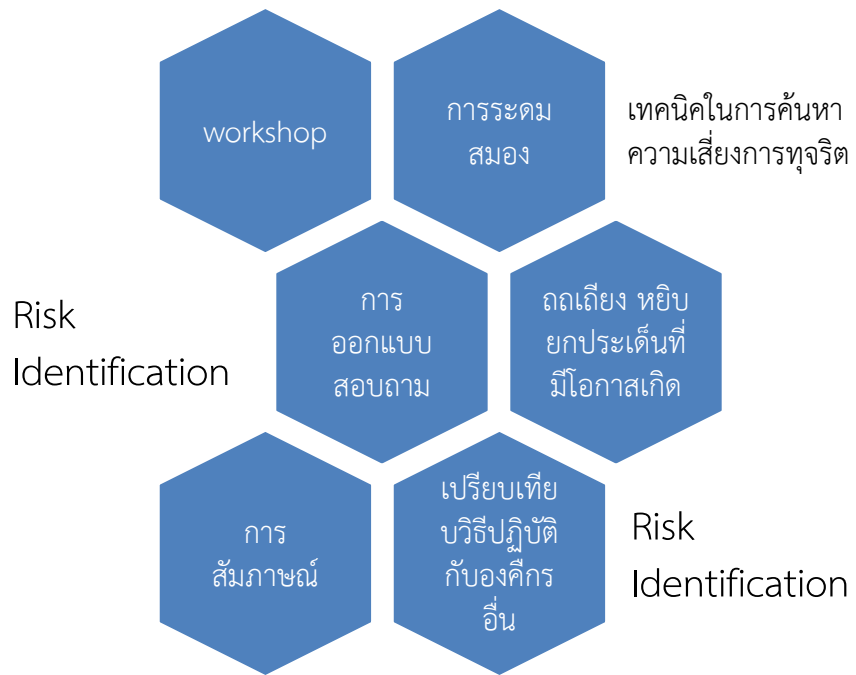 workshop
การระดม
สมอง
เทคนิคในการค้นหา
ความเสี่ยงการทุจริต
Risk
Identification
การ
ออกแบบ
สอบถาม
ถถเถียง หยิบ
ยกประเด็นที่
มีโอกาสเกิด
การ
สัมภาษณ์
เปรียบเทีย
บวิธีปฏิบัติ
กับองค์กร
อื่น
Risk
Identification